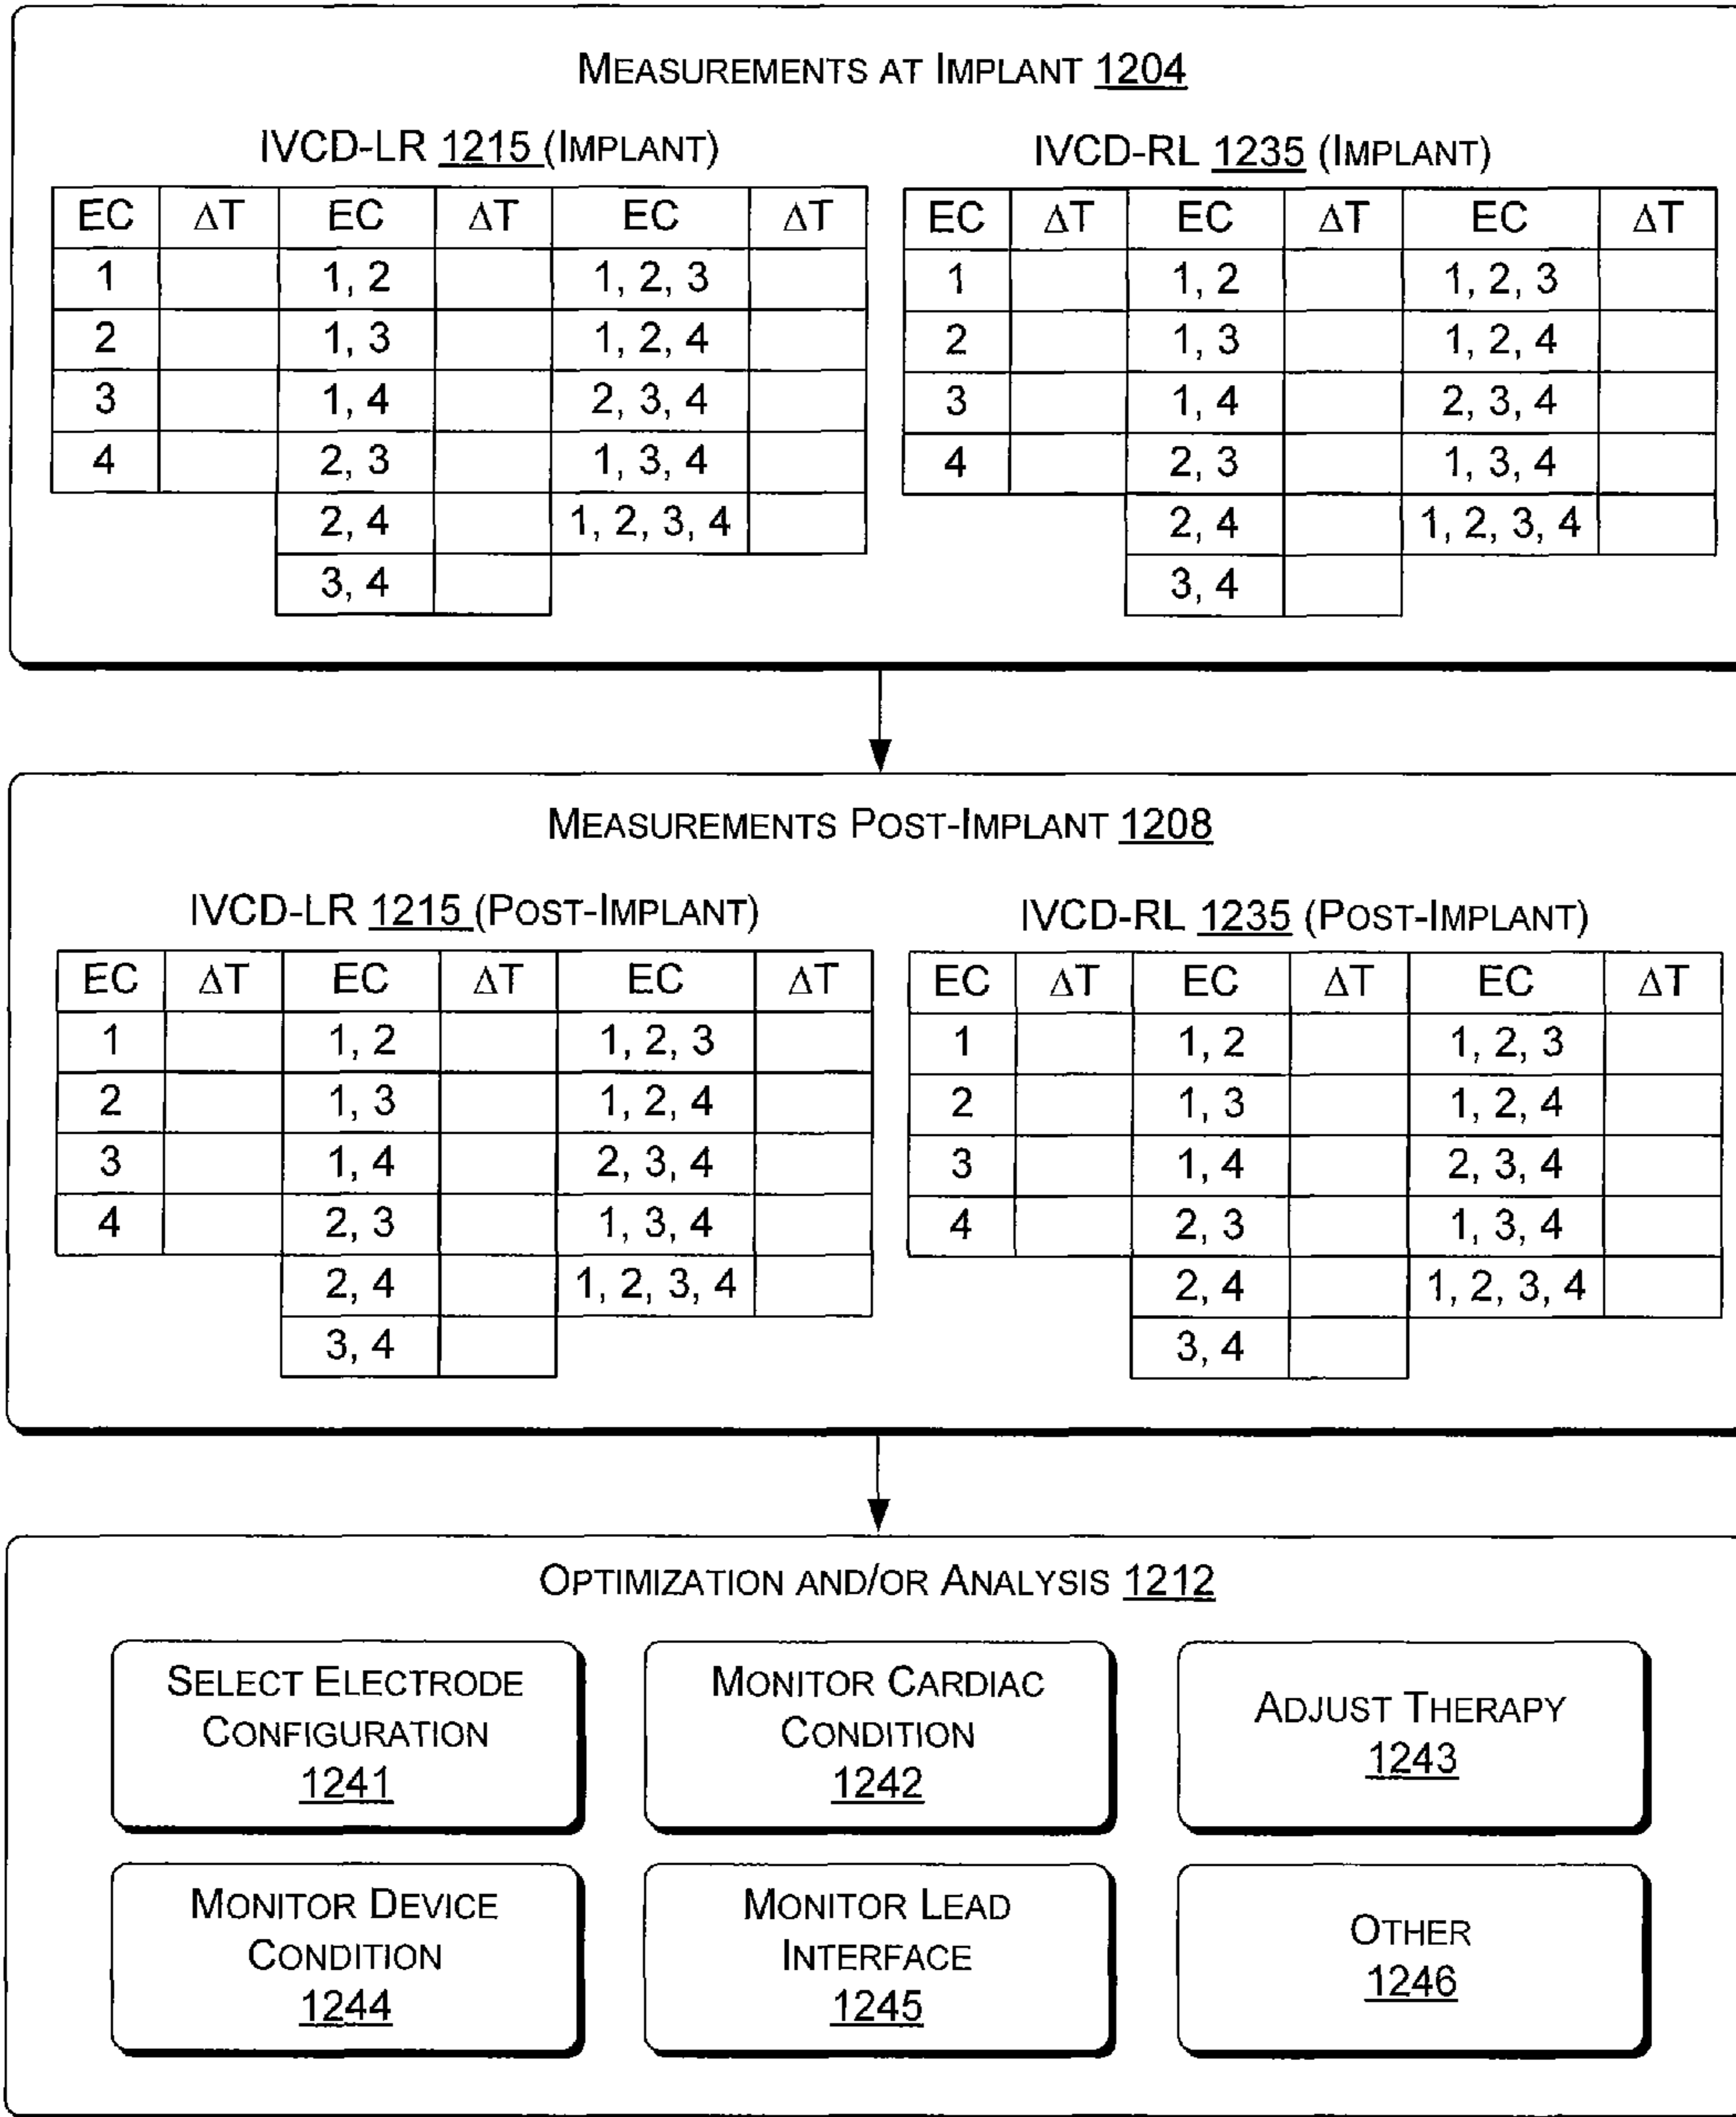 MEASUREMENTS AT IMPLANT 1204
IVCD-LR 1215 (IMPLANT)
EC ΔT EC ΔT EC ΔT
1 1, 2 1, 2, 3
2 1, 3 1, 2, 4
3 1, 4 2, 3, 4
4 2, 3 1, 3, 4
2, 4 1, 2, 3, 4
3, 4
IVCD-RL 1235 (IMPLANT)
EC ΔT EC ΔT EC ΔT
1 1, 2 1, 2, 3
2 1, 3 1, 2, 4
3 1, 4 2, 3, 4
4 2, 3 1, 3, 4
2, 4 1, 2, 3, 4
3, 4
MEASUREMENTS POST-IMPLANT 1208
IVCD-LR 1215 (POST-IMPLANT)
EC ΔT EC ΔT EC ΔT
1 1, 2 1, 2, 3
2 1, 3 1, 2, 4
3 1, 4 2, 3, 4
4 2, 3 1, 3, 4
2, 4 1, 2, 3, 4
3, 4
IVCD-RL 1235 (POST-IMPLANT)
EC ΔT EC ΔT EC ΔT
1 1, 2 1, 2, 3
2 1, 3 1, 2, 4
3 1, 4 2, 3, 4
4 2, 3 1, 3, 4
2, 4 1, 2, 3, 4
3, 4
OPTIMIZATION AND/OR ANALYSIS 1212
SELECT ELECTRODE
CONFIGURATION
1241
MONITOR CARDIAC
CONDITION
1242
ADJUST THERAPY
1243
MONITOR DEVICE
CONDITION
1244
MONITOR LEAD
INTERFACE
1245
OTHER
1246